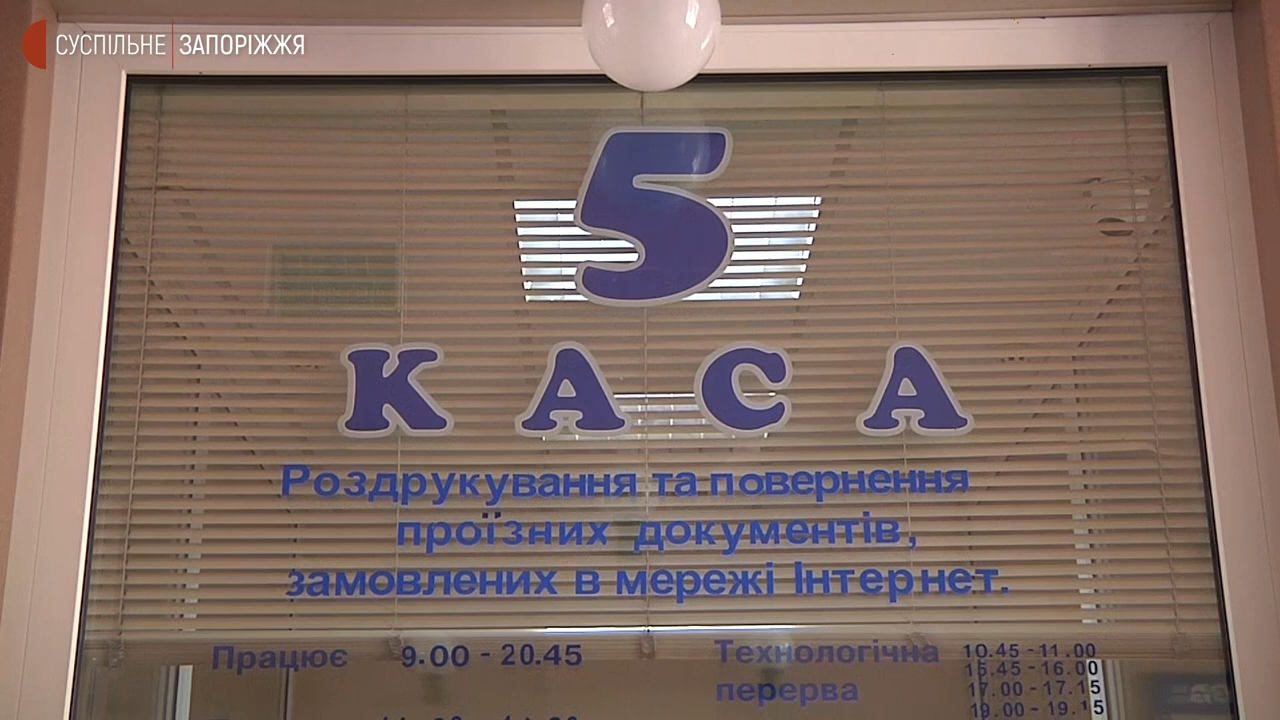 СУСПІЛЬНЕ ЗАПОРІЖЖЯ
5
КАСА
Роздрукування та повернення
проїзних документів,
замовлених в мережі Інтернет.
Працює 9.00 - 20.45
Технологічна перерва
10.45 - 11.00
15.45 - 16.00
17.00 - 17.15
19.00 - 19.15